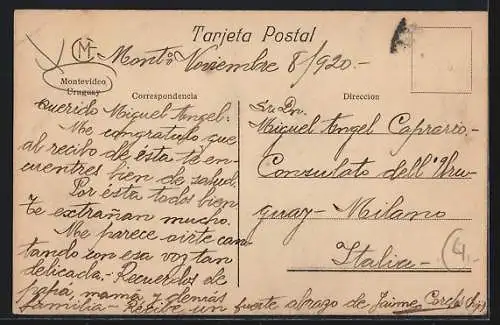 Tarjeta Postal
CM
Montevideo
Uruguay
Montº Noviembre 8/920.-
Correspondencia
Direccion
Querido Miguel Angel:
Me congratulo que
al recibo de ésta te en-
cuentres bien de salud.
Por ésta todos bien
Te extrañan mucho.
Me parece oirte can-
tando con esa voz tan
delicada.- Recuerdos de
papá, mamá y demás
familia - Recibe un fuerte abrazo de Jaime
Sr. Dn.
Miguel Angel Caprario.-
Consulato dell'Uru-
guay - Milano
Italia -
4.-